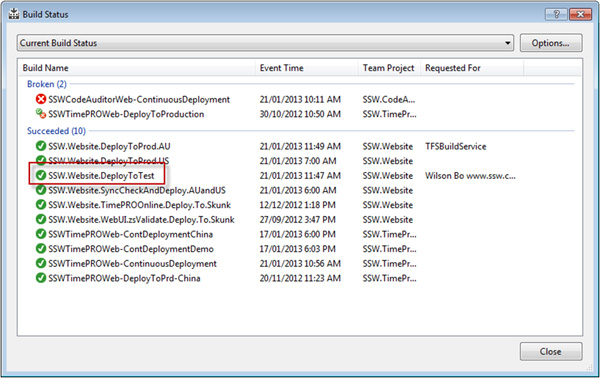 Build Status
Current Build Status
Options...
Build Name Event Time Team Project Requested For
Broken (2)
SSWCodeAuditorWeb-ContinuousDeployment 21/01/2013 10:11 AM SSW.CodeA...
SSWTimePROWeb-DeployToProduction 30/10/2012 10:50 AM SSW.TimePr...
Succeeded (10)
SSW.Website.DeployToProd.AU 21/01/2013 11:49 AM SSW.Website TFSBuildService
SSW.Website.DeployToProd.US 21/01/2013 7:00 AM SSW.Website
SSW.Website.DeployToTest 21/01/2013 11:47 AM SSW.Website Wilson Bo www.ssw.c...
SSW.Website.SyncCheckAndDeploy.AUandUS 21/01/2013 6:00 AM SSW.Website
SSW.Website.TimePROOnline.Deploy.To.Skunk 12/12/2012 1:18 PM SSW.Website
SSW.Website.WebUI.zsValidate.Deploy.To.Skunk 27/09/2012 3:47 PM SSW.Website
SSWTimePROWeb-ContDeploymentChina 17/01/2013 6:00 PM SSW.TimePr...
SSWTimePROWeb-ContDeploymentDemo 17/01/2013 6:03 PM SSW.TimePr...
SSWTimePROWeb-ContinuousDeployment 21/01/2013 10:56 AM SSW.TimePr...
SSWTimePROWeb-DeployToPrd-China 20/11/2012 11:23 AM SSW.TimePr...
Close